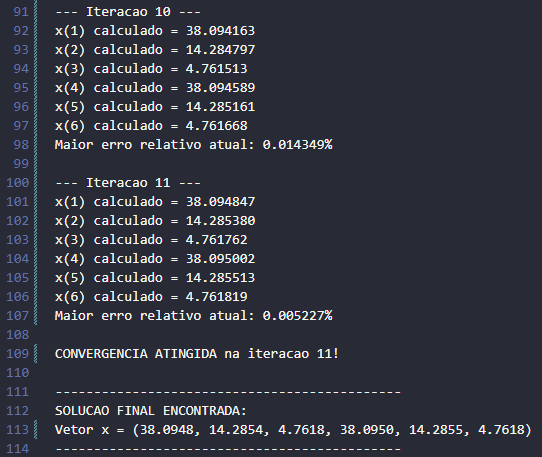 91 --- Iteracao 10 ---
92 x(1) calculado = 38.094163
93 x(2) calculado = 14.284797
94 x(3) calculado = 4.761513
95 x(4) calculado = 38.094589
96 x(5) calculado = 14.285161
97 x(6) calculado = 4.761668
98 Maior erro relativo atual: 0.014349%
99
100 --- Iteracao 11 ---
101 x(1) calculado = 38.094847
102 x(2) calculado = 14.285380
103 x(3) calculado = 4.761762
104 x(4) calculado = 38.095002
105 x(5) calculado = 14.285513
106 x(6) calculado = 4.761819
107 Maior erro relativo atual: 0.005227%
108
109 CONVERGENCIA ATINGIDA na iteracao 11!
110
111 ---------------------------------------------
112 SOLUCAO FINAL ENCONTRADA:
113 Vetor x = (38.0948, 14.2854, 4.7618, 38.0950, 14.2855, 4.7618)
114 ---------------------------------------------